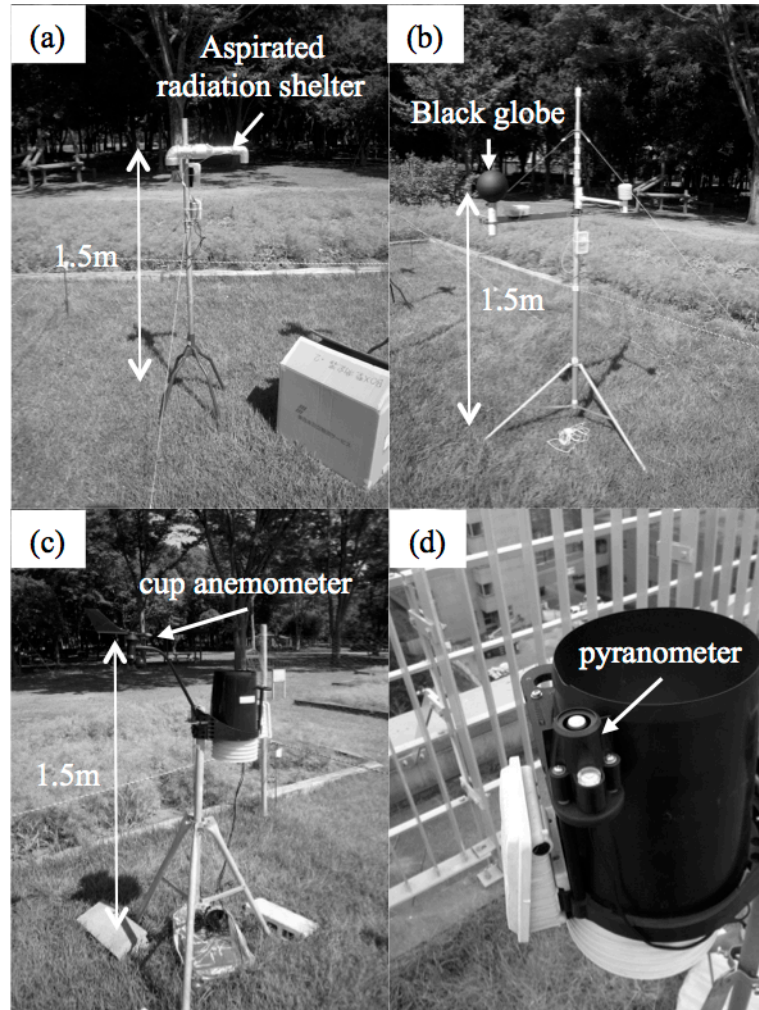 (a)
Aspirated
radiation shelter
1.5m
(b)
Black globe
1.5m
(c)
cup anemometer
1.5m
(d)
pyranometer